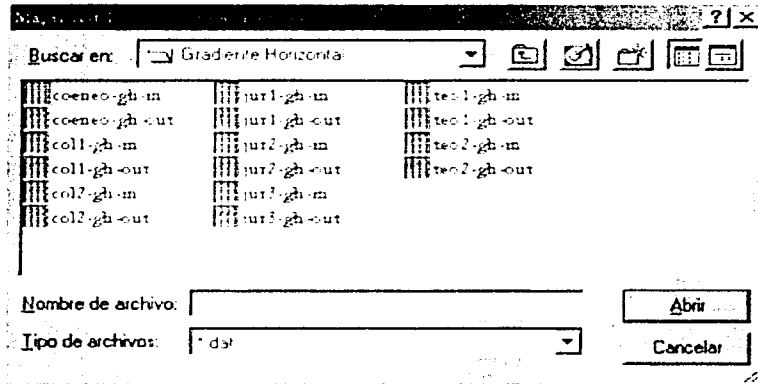 Buscar en: Gradiente Horizontal
coeneo-gh-in
coeneo-gh-out
col1-gh-in
col1-gh-out
col2-gh-in
col2-gh-out
jur1-gh-in
jur1-gh-out
jur2-gh-in
jur2-gh-out
jur3-gh-in
jur3-gh-out
teo1-gh-in
teo1-gh-out
teo2-gh-in
teo2-gh-out
Nombre de archivo:
Abrir
Tipo de archivos: *.dat
Cancelar